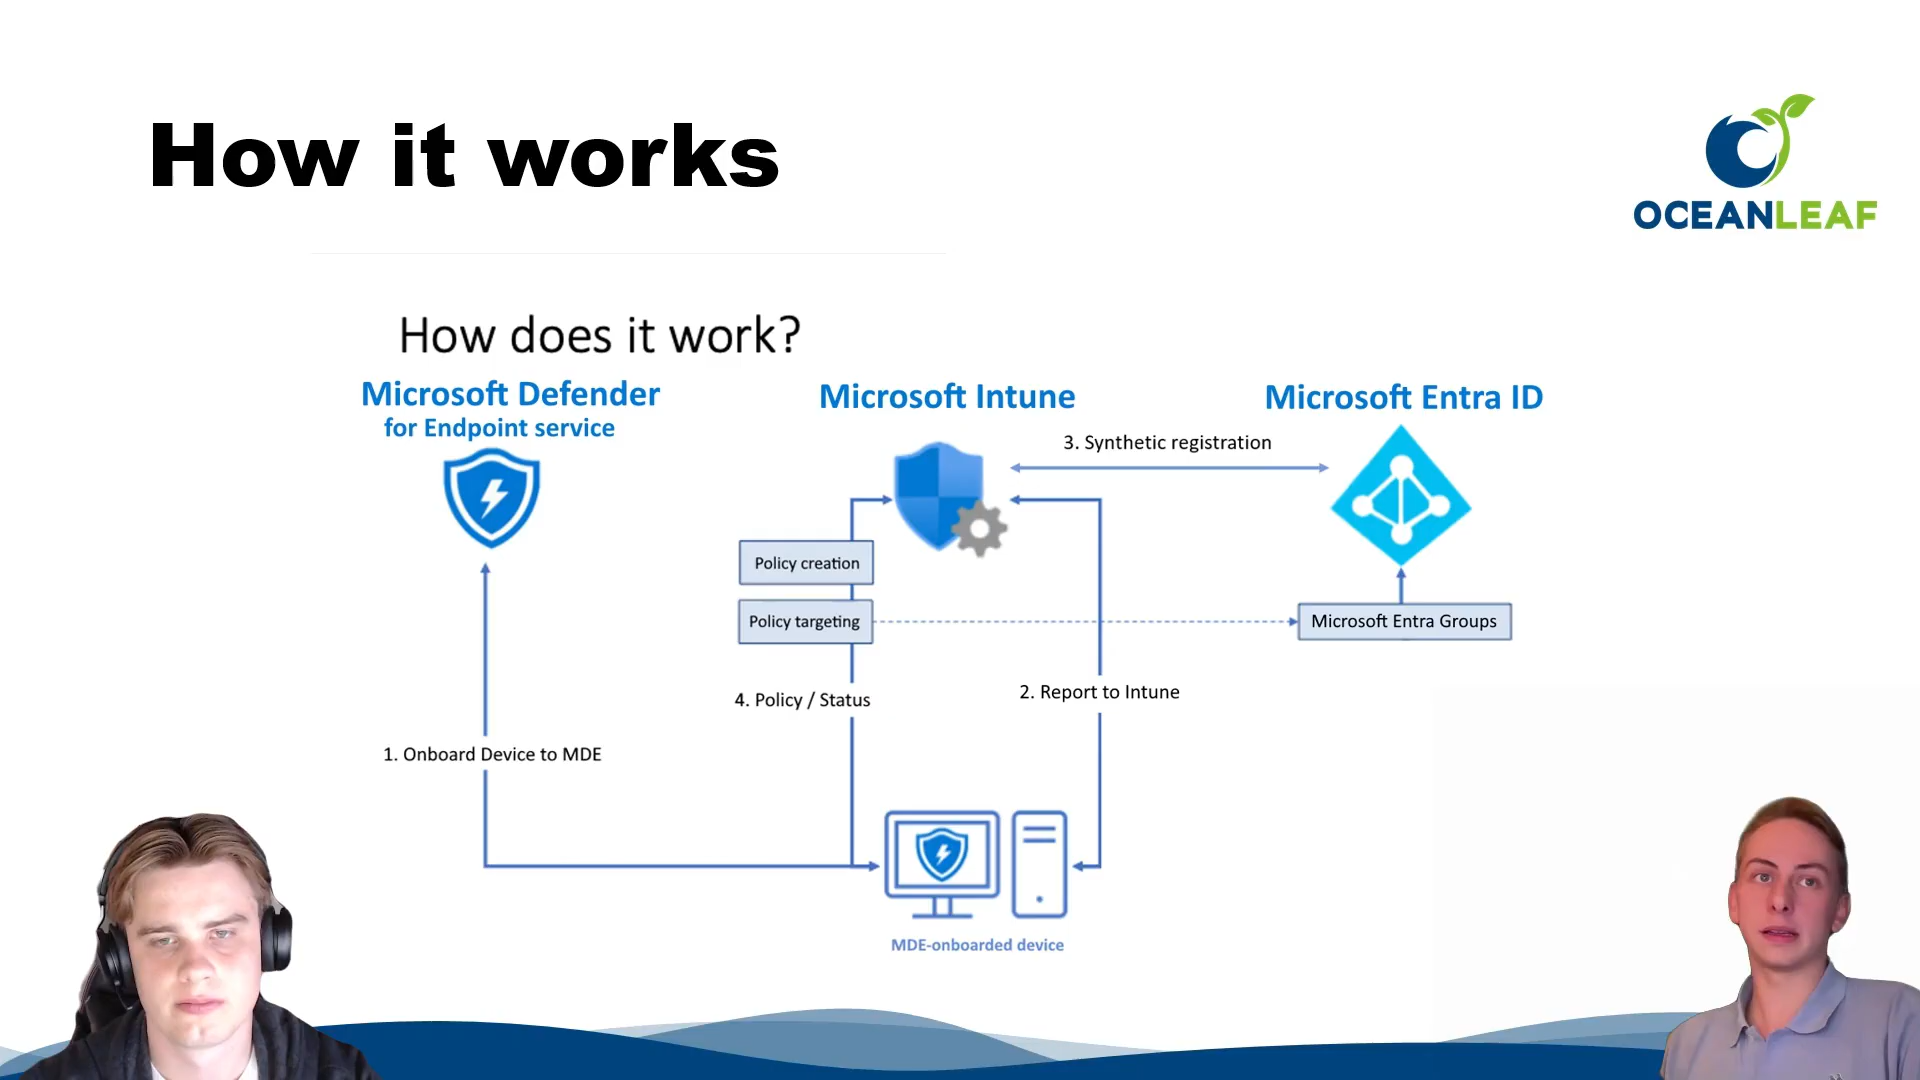 How it works
OCEANLEAF
How does it work?
Microsoft Defender
for Endpoint service
Microsoft Intune
Microsoft Entra ID
3. Synthetic registration
Policy creation
Policy targeting
Microsoft Entra Groups
4. Policy / Status
2. Report to Intune
1. Onboard Device to MDE
MDE-onboarded device